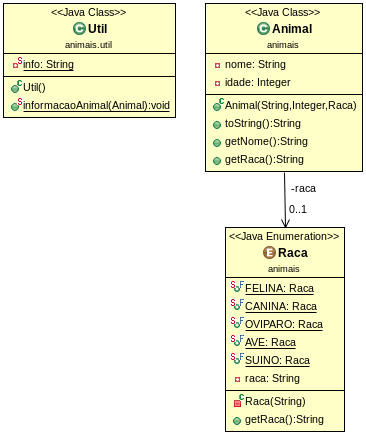 <<Java Class>>
Util
animais.util
info: String
Util()
informacaoAnimal(Animal):void
<<Java Class>>
Animal
animais
nome: String
idade: Integer
Animal(String,Integer,Raca)
toString():String
getNome():String
getRaca():String
-raca
0..1
<<Java Enumeration>>
Raca
animais
FELINA: Raca
CANINA: Raca
OVIPARO: Raca
AVE: Raca
SUINO: Raca
raca: String
Raca(String)
getRaca():String